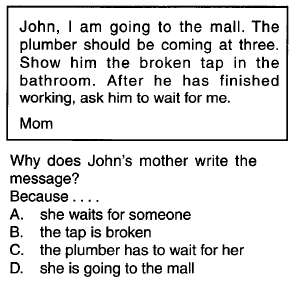 John, I am going to the mall. The
plumber should be coming at three.
Show him the broken tap in the
bathroom. After he has finished
working, ask him to wait for me.
Mom
Why does John's mother write the
message?
Because ....
A. she waits for someone
B. the tap is broken
C. the plumber has to wait for her
D. she is going to the mall